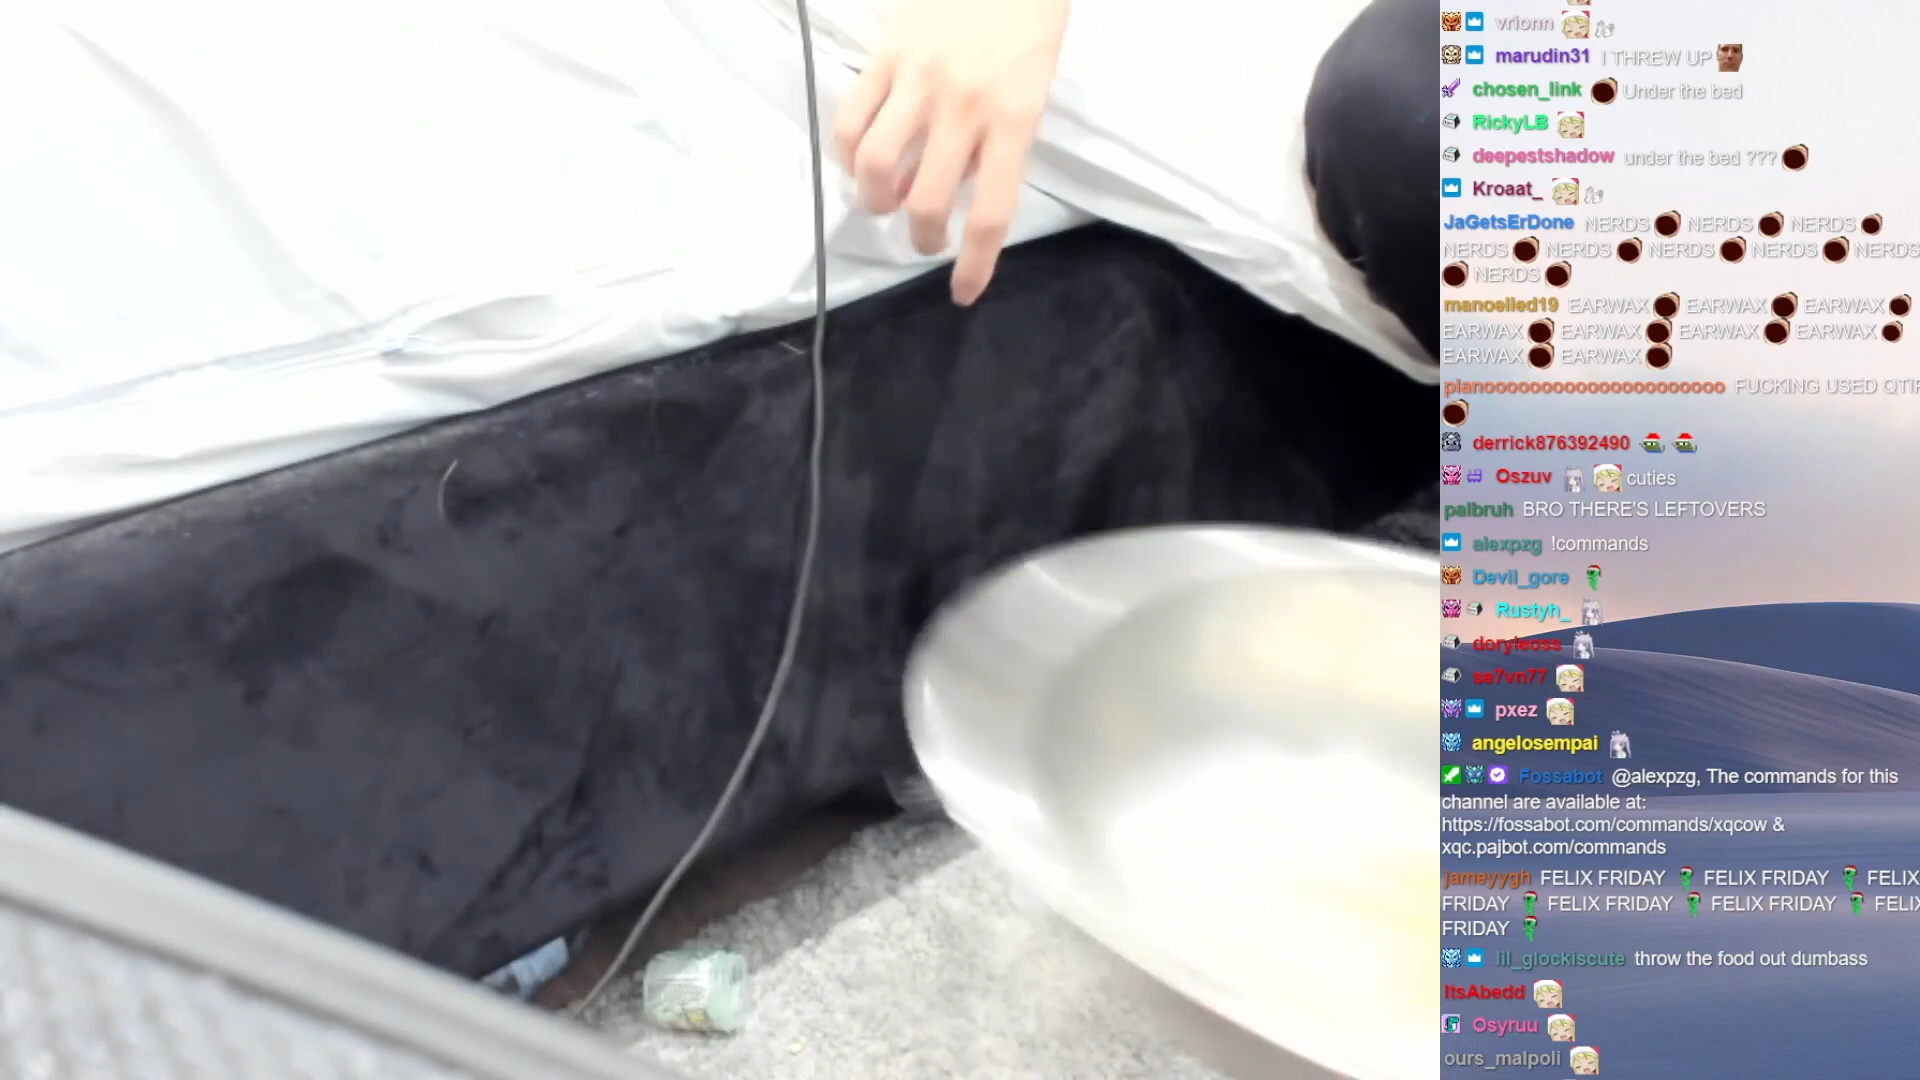 vrionn
marudin31 I THREW UP
chosen_link Under the bed
RickyLB
deepestshadow under the bed ???
Kroaat_
JaGetsErDone NERDS NERDS NERDS
NERDS NERDS NERDS NERDS NERDS
NERDS
manoelled19 EARWAX EARWAX EARWAX
EARWAX EARWAX EARWAX EARWAX
EARWAX EARWAX
FUCKING USED QTIP
derrick876392490
Oszuv cuties
palbruh BRO THERE'S LEFTOVERS
alexpzg !commands
Devil_gore
Rustyh_
doryleoss
se7vn77
pxez
angelosempai
Fossabot @alexpzg, The commands for this
channel are available at:
https://fossabot.com/commands/xqcow &
xqc.pajbot.com/commands
jameyygh FELIX FRIDAY FELIX FRIDAY FELIX
FRIDAY FELIX FRIDAY FELIX FRIDAY FELIX
FRIDAY
lil_glockiscute throw the food out dumbass
ItsAbedd
Osyruu
ours_malpoli